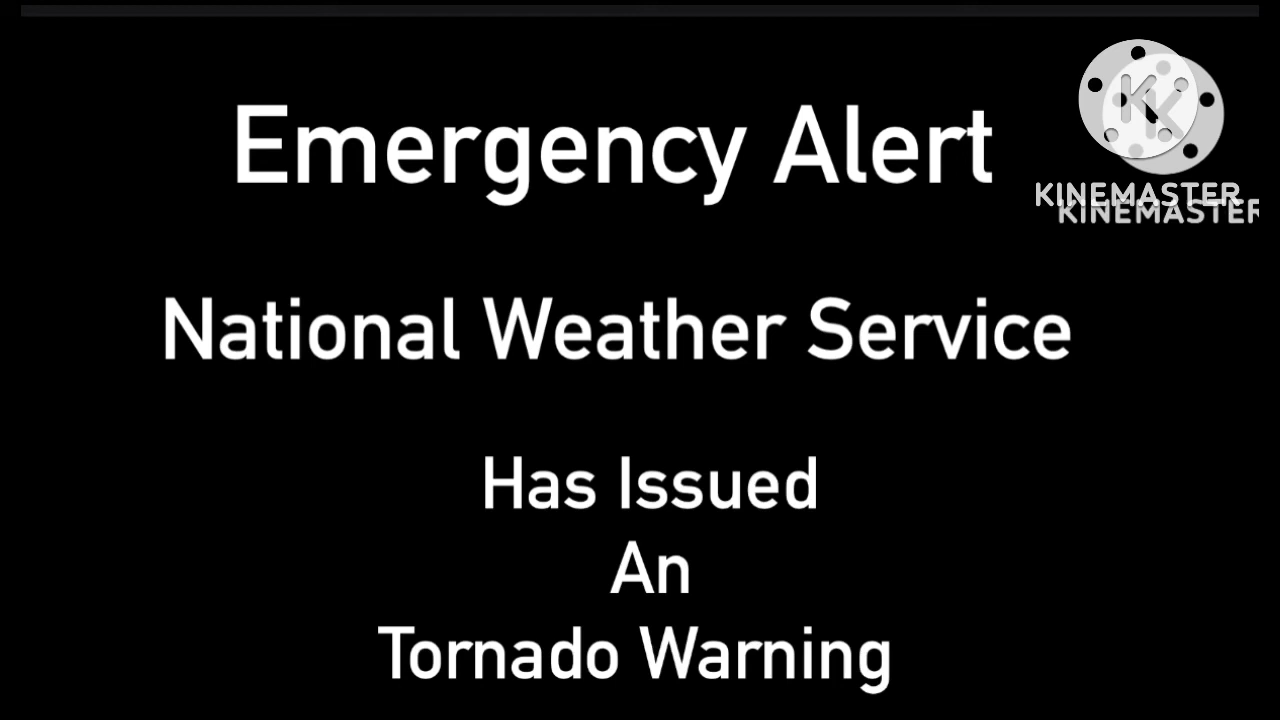 Emergency Alert
KINEMASTER
KINEMASTER
National Weather Service
Has Issued
An
Tornado Warning